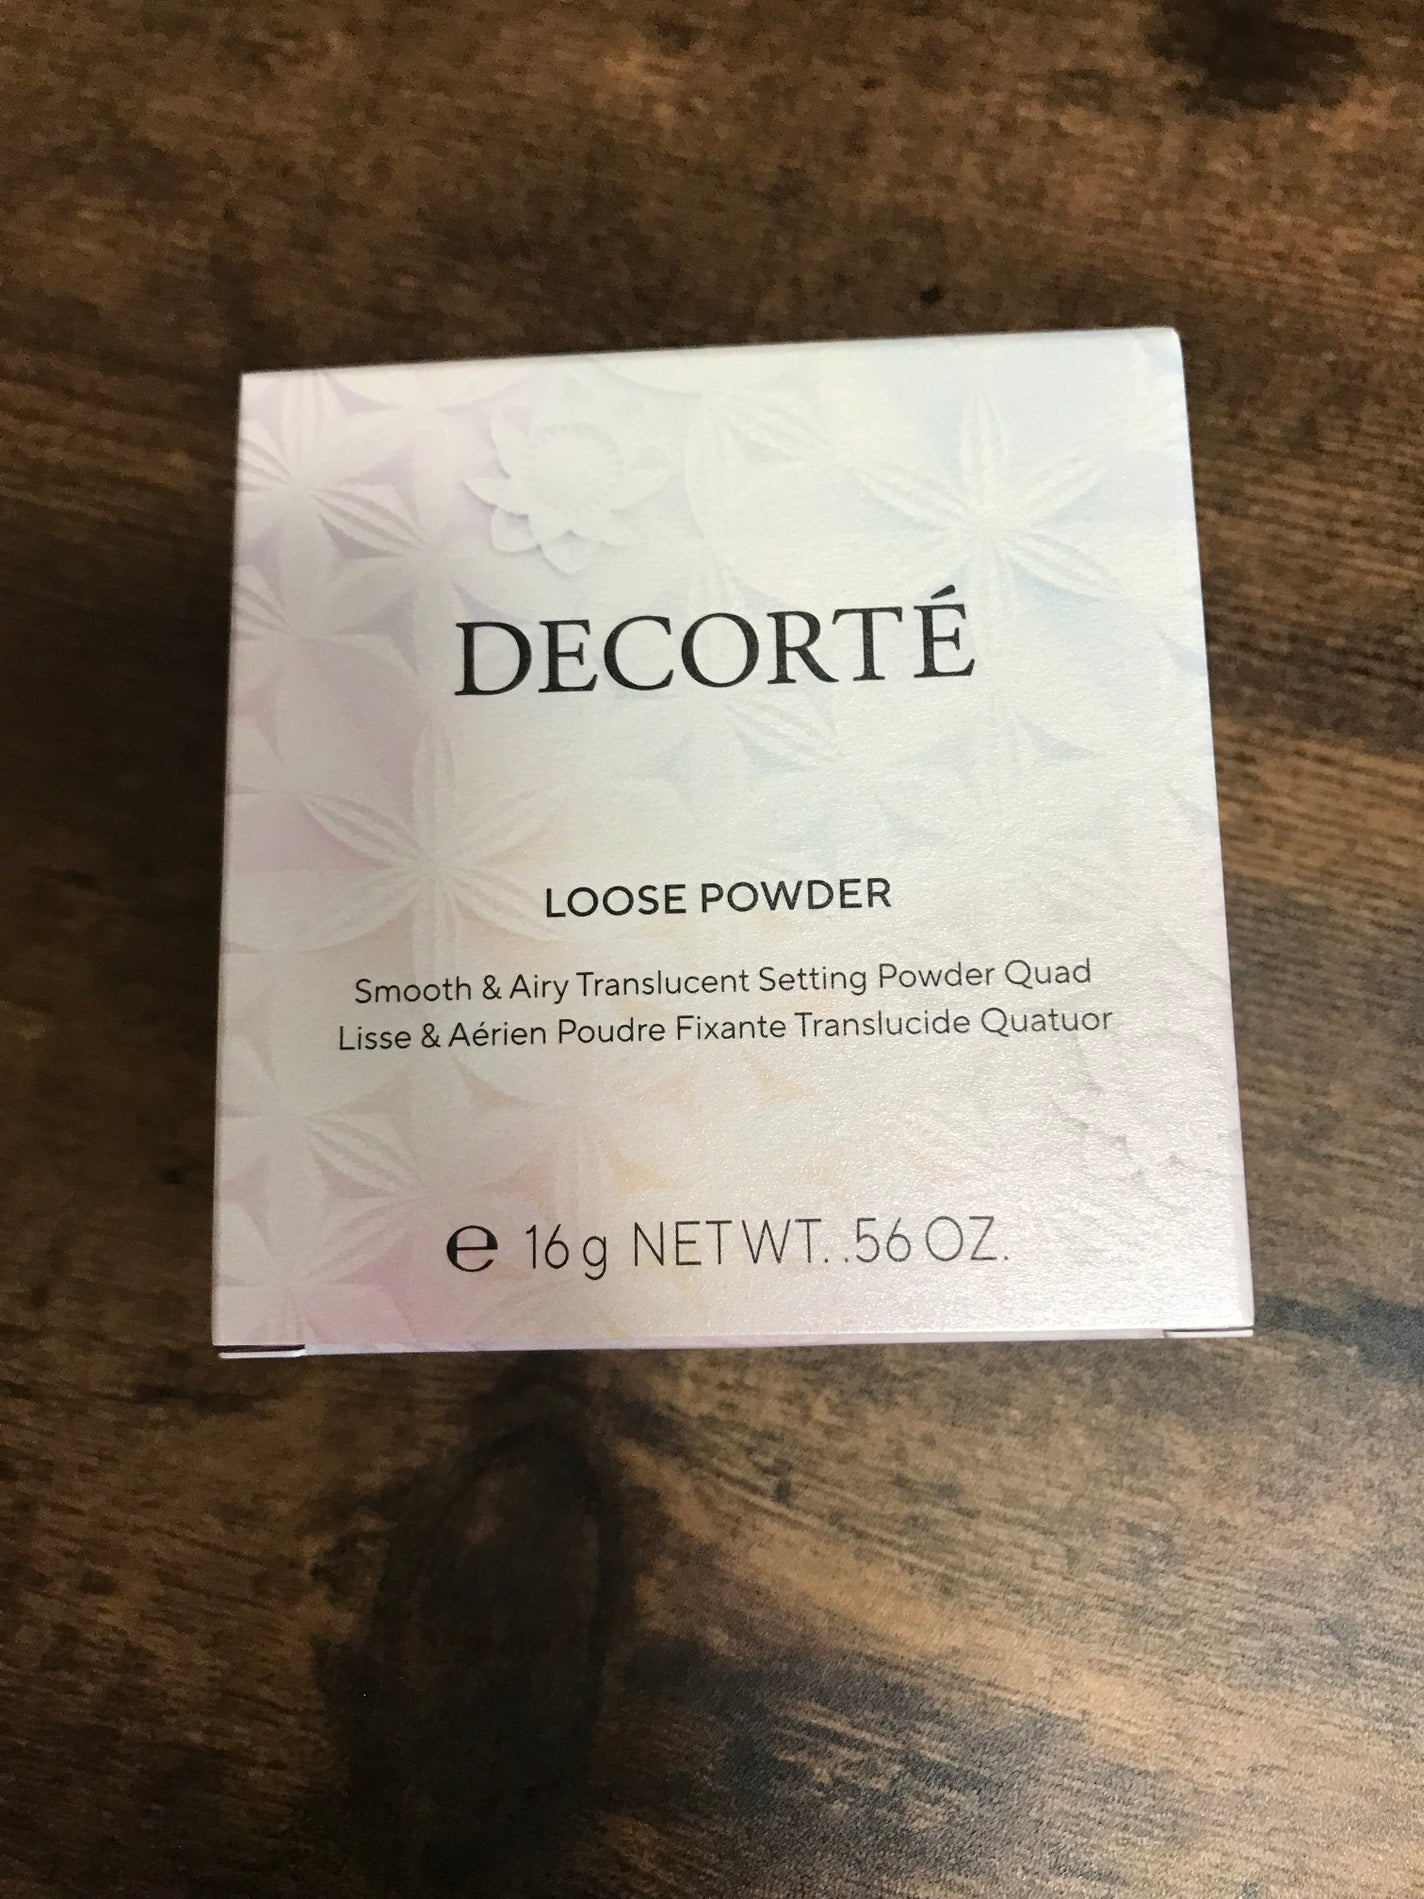 DECORTÉ
LOOSE POWDER
Smooth & Airy Translucent Setting Powder Quad
Lisse & Aérien Poudre Fixante Translucide Quatuor
℮ 16g NET WT. .56 OZ.